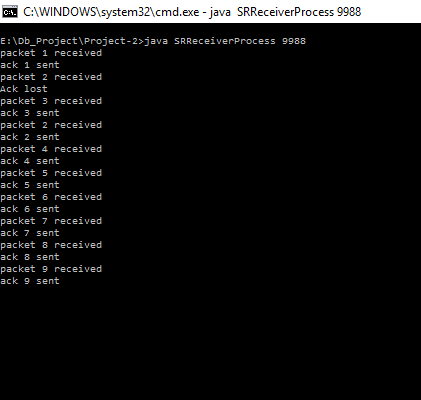 C:\WINDOWS\system32\cmd.exe - java  SRReceiverProcess 9988
E:\Db_Project\Project-2>java SRReceiverProcess 9988
packet 1 received
ack 1 sent
packet 2 received
Ack lost
packet 3 received
ack 3 sent
packet 2 received
ack 2 sent
packet 4 received
ack 4 sent
packet 5 received
ack 5 sent
packet 6 received
ack 6 sent
packet 7 received
ack 7 sent
packet 8 received
ack 8 sent
packet 9 received
ack 9 sent